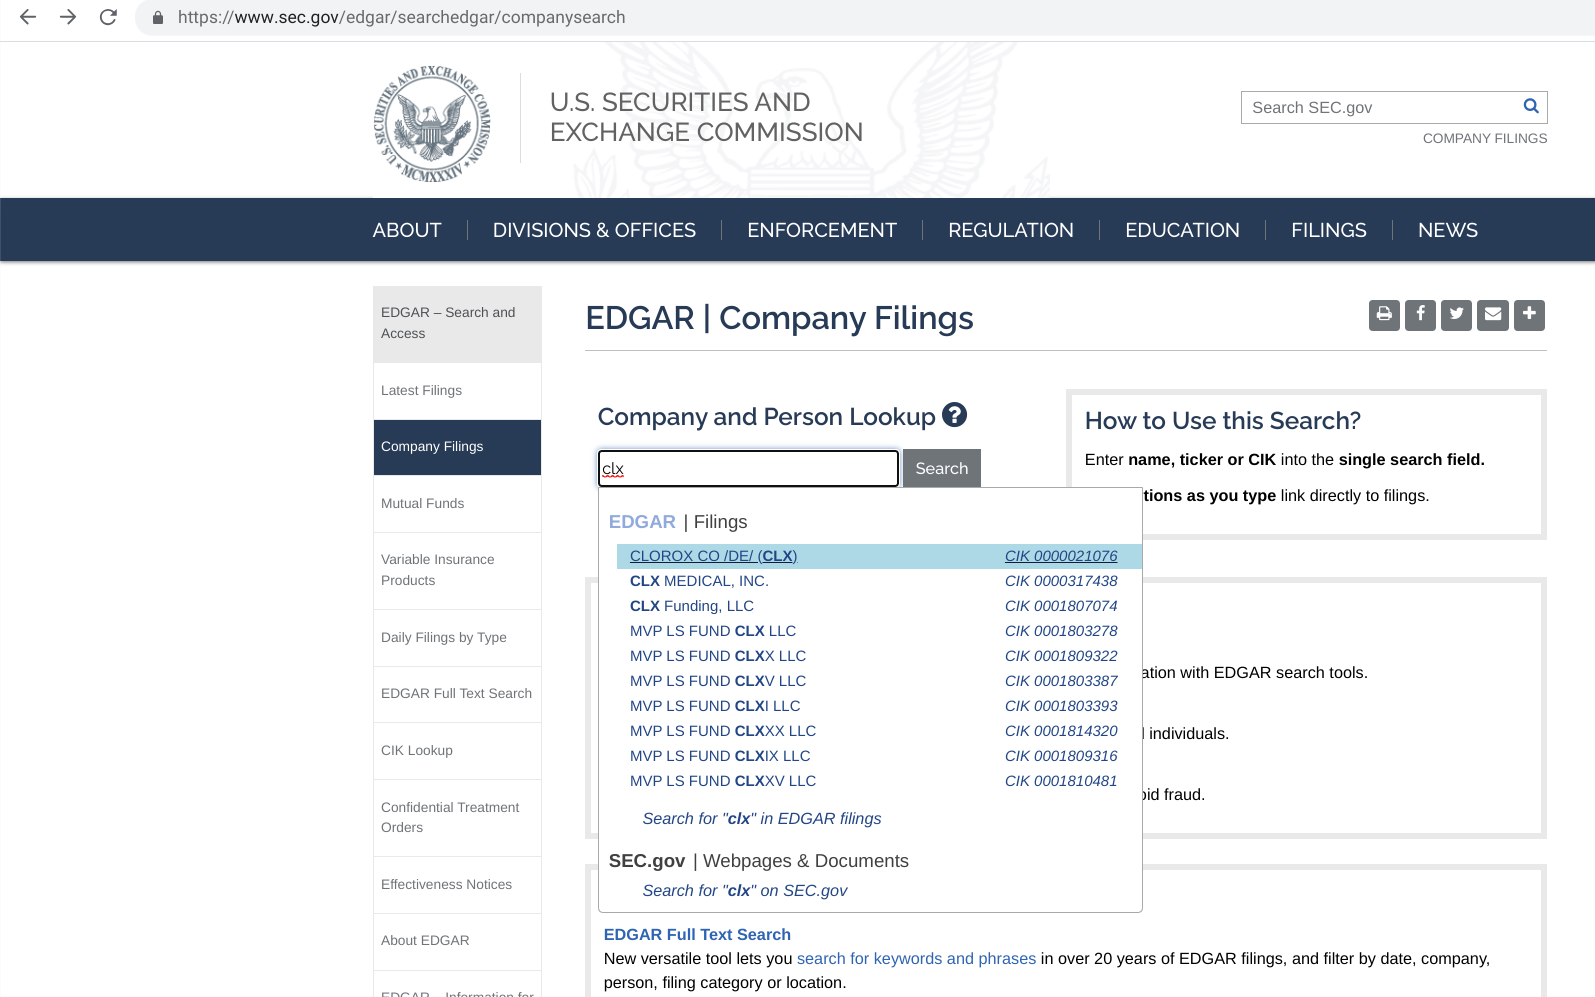 https://www.sec.gov/edgar/searchedgar/companysearch
U.S. SECURITIES AND EXCHANGE COMMISSION
MCMXXXIV
U.S. SECURITIES AND
EXCHANGE COMMISSION
Search SEC.gov
COMPANY FILINGS
ABOUT DIVISIONS & OFFICES ENFORCEMENT REGULATION EDUCATION FILINGS NEWS
EDGAR – Search and
Access
Latest Filings
Company Filings
Mutual Funds
Variable Insurance
Products
Daily Filings by Type
EDGAR Full Text Search
CIK Lookup
Confidential Treatment
Orders
Effectiveness Notices
About EDGAR
EDGAR – Information for
EDGAR | Company Filings
Company and Person Lookup ?
clx Search
EDGAR | Filings
CLOROX CO /DE/ (CLX) CIK 0000021076
CLX MEDICAL, INC. CIK 0000317438
CLX Funding, LLC CIK 0001807074
MVP LS FUND CLX LLC CIK 0001803278
MVP LS FUND CLXX LLC CIK 0001809322
MVP LS FUND CLXV LLC CIK 0001803387
MVP LS FUND CLXI LLC CIK 0001803393
MVP LS FUND CLXXX LLC CIK 0001814320
MVP LS FUND CLXIX LLC CIK 0001809316
MVP LS FUND CLXXV LLC CIK 0001810481
Search for "clx" in EDGAR filings
SEC.gov | Webpages & Documents
Search for "clx" on SEC.gov
How to Use this Search?
Enter name, ticker or CIK into the single search field.
tions as you type link directly to filings.
ation with EDGAR search tools.
individuals.
oid fraud.
EDGAR Full Text Search
New versatile tool lets you search for keywords and phrases in over 20 years of EDGAR filings, and filter by date, company,
person, filing category or location.